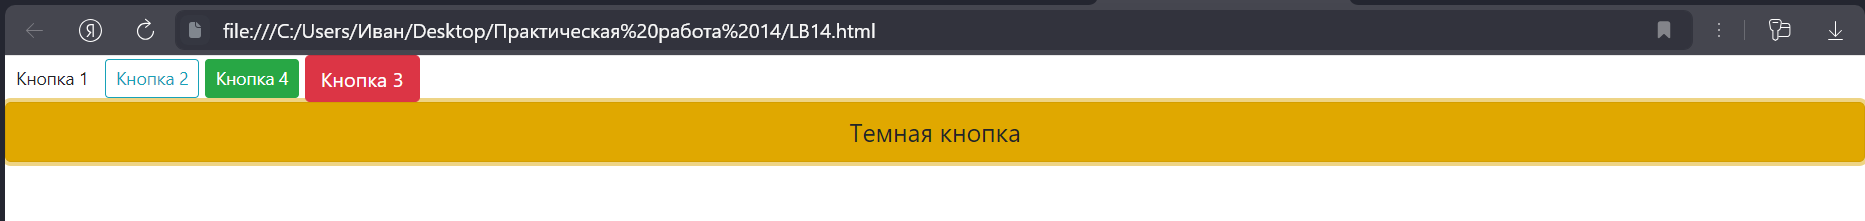 Я
file:///C:/Users/Иван/Desktop/Практическая%20работа%2014/LB14.html
Кнопка 1 Кнопка 2 Кнопка 4 Кнопка 3
Темная кнопка